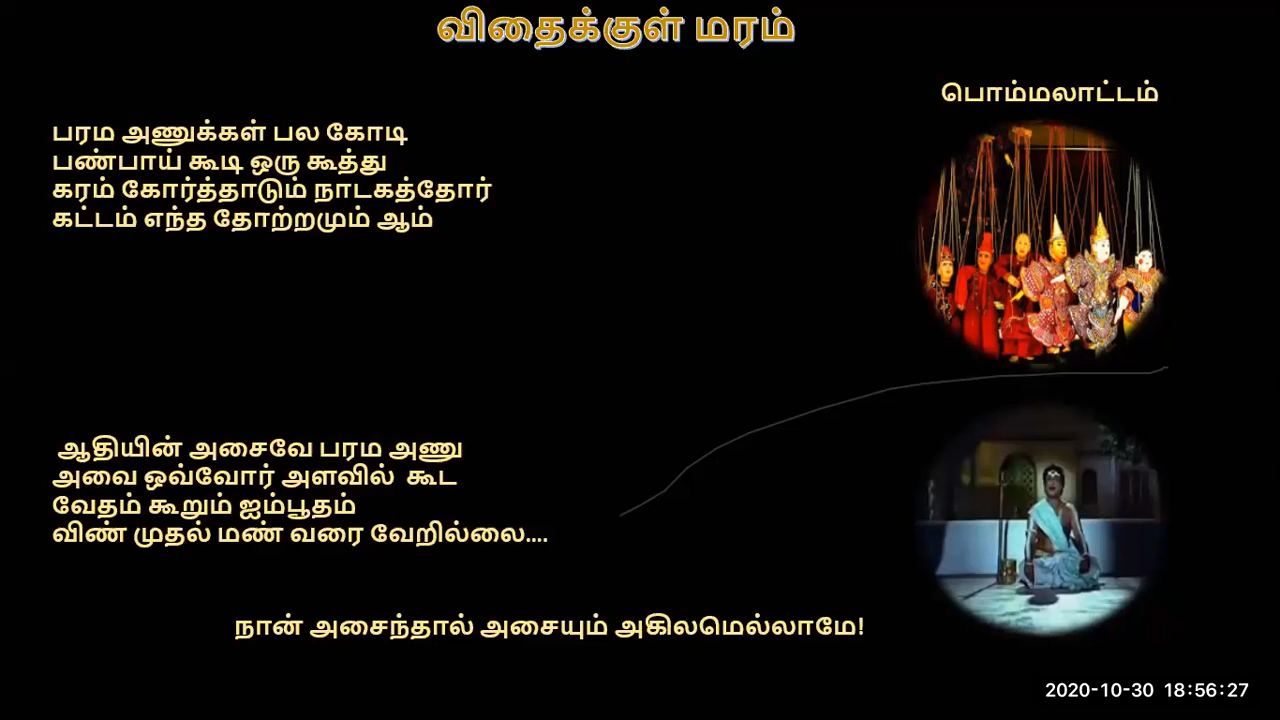 விதைக்குள் மரம்
பொம்மலாட்டம்
பரம அணுக்கள் பல கோடி
பண்பாய் கூடி ஒரு கூத்து
கரம் கோர்த்தாடும் நாடகத்தோர்
கட்டம் எந்த தோற்றமும் ஆம்
ஆதியின் அசைவே பரம அணு
அவை ஒவ்வோர் அளவில் கூட
வேதம் கூறும் ஐம்பூதம்
விண் முதல் மண் வரை வேறில்லை....
நான் அசைந்தால் அசையும் அகிலமெல்லாமே!
2020-10-30 18:56:27